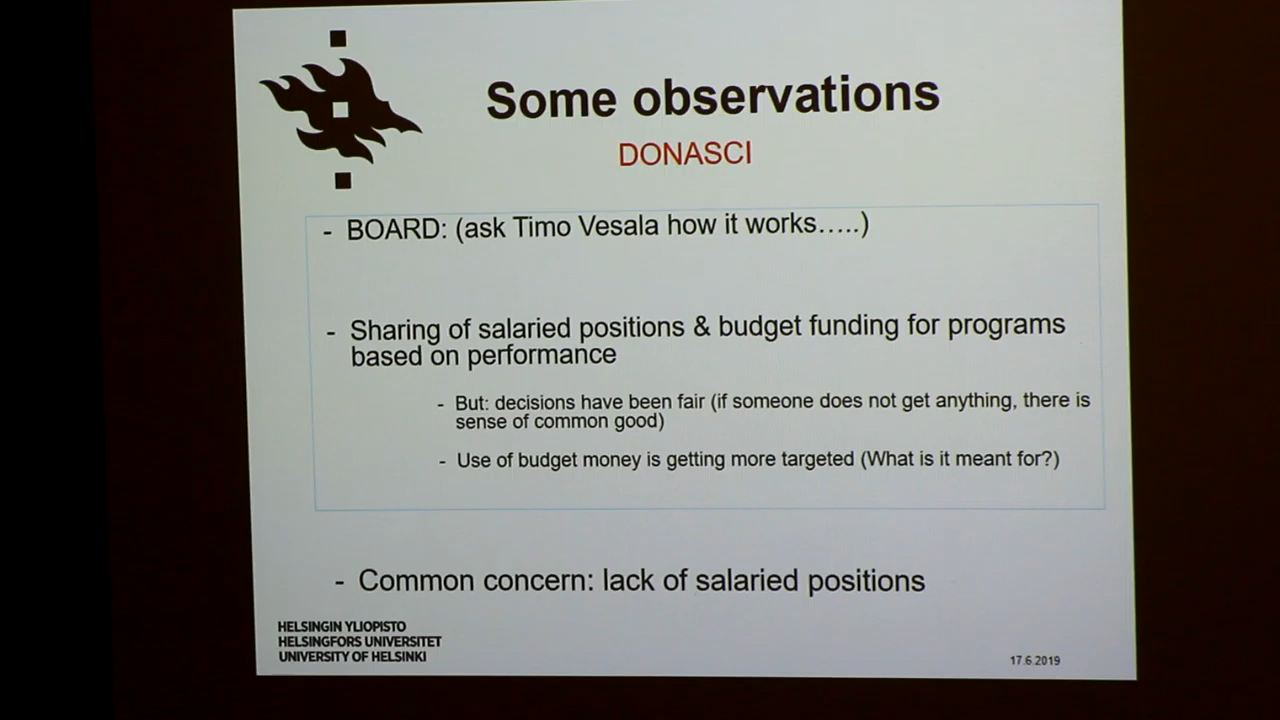 Some observations
DONASCI
- BOARD: (ask Timo Vesala how it works…..)
- Sharing of salaried positions & budget funding for programs
based on performance
- But: decisions have been fair (if someone does not get anything, there is
sense of common good)
- Use of budget money is getting more targeted (What is it meant for?)
- Common concern: lack of salaried positions
HELSINGIN YLIOPISTO
HELSINGFORS UNIVERSITET
UNIVERSITY OF HELSINKI
17.6.2019